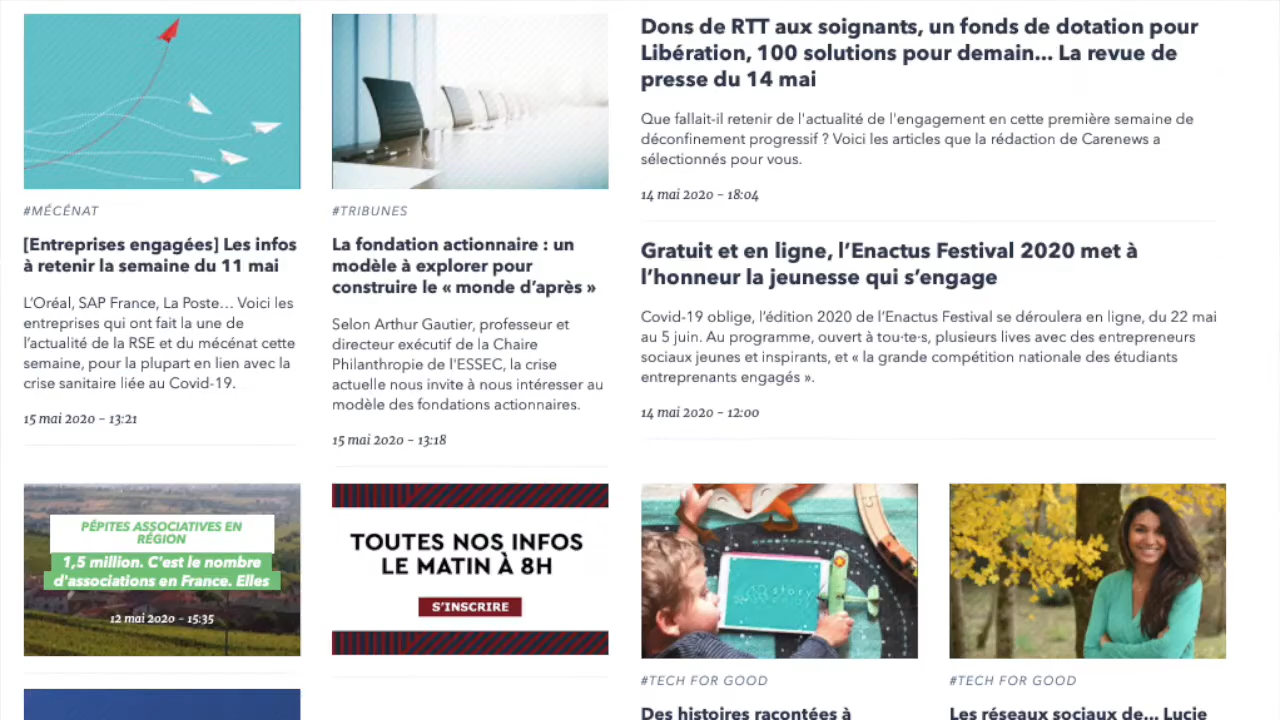 #MÉCÉNAT
[Entreprises engagées] Les infos
à retenir la semaine du 11 mai
L'Oréal, SAP France, La Poste… Voici les
entreprises qui ont fait la une de
l'actualité de la RSE et du mécénat cette
semaine, pour la plupart en lien avec la
crise sanitaire liée au Covid-19.
15 mai 2020 - 13:21
#TRIBUNES
La fondation actionnaire : un
modèle à explorer pour
construire le « monde d'après »
Selon Arthur Gautier, professeur et
directeur exécutif de la Chaire
Philanthropie de l'ESSEC, la crise
actuelle nous invite à nous intéresser au
modèle des fondations actionnaires.
15 mai 2020 - 13:18
Dons de RTT aux soignants, un fonds de dotation pour
Libération, 100 solutions pour demain... La revue de
presse du 14 mai
Que fallait-il retenir de l'actualité de l'engagement en cette première semaine de
déconfinement progressif ? Voici les articles que la rédaction de Carenews a
sélectionnés pour vous.
14 mai 2020 - 18:04
Gratuit et en ligne, l'Enactus Festival 2020 met à
l'honneur la jeunesse qui s'engage
Covid-19 oblige, l'édition 2020 de l'Enactus Festival se déroulera en ligne, du 22 mai
au 5 juin. Au programme, ouvert à tou·te·s, plusieurs lives avec des entrepreneurs
sociaux jeunes et inspirants, et « la grande compétition nationale des étudiants
entreprenants engagés ».
14 mai 2020 - 12:00
PÉPITES ASSOCIATIVES EN
RÉGION
1,5 million. C'est le nombre
d'associations en France. Elles
12 mai 2020 - 15:35
TOUTES NOS INFOS
LE MATIN À 8H
S'INSCRIRE
story
#TECH FOR GOOD
Des histoires racontées à
#TECH FOR GOOD
Les réseaux sociaux de... Lucie